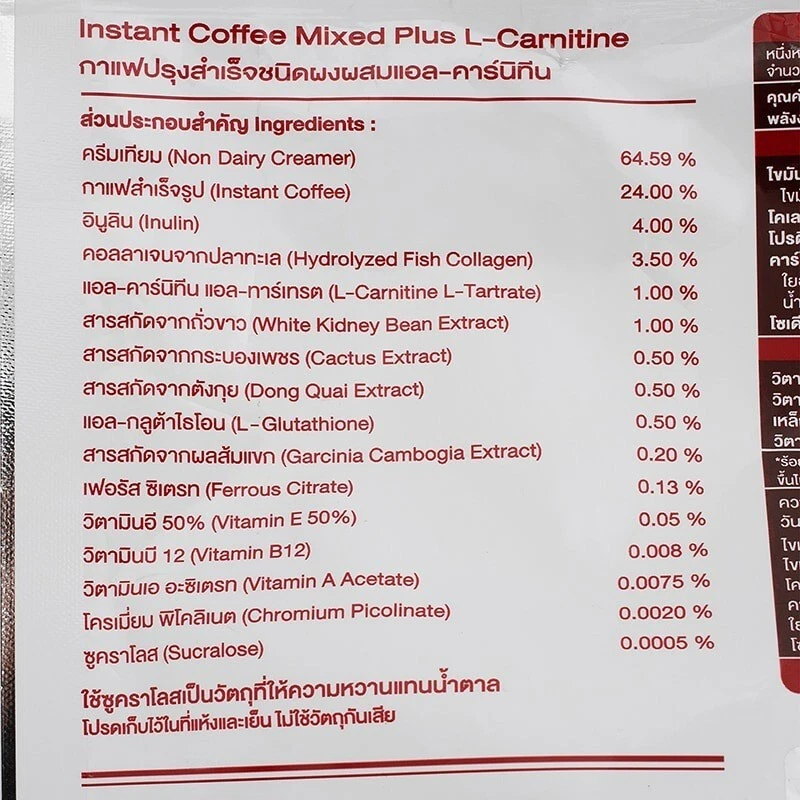 Instant Coffee Mixed Plus L-Carnitine
กาแฟปรุงสำเร็จชนิดผงผสมแอล-คาร์นิทีน
ส่วนประกอบสำคัญ Ingredients :
ครีมเทียม (Non Dairy Creamer) 64.59 %
กาแฟสำเร็จรูป (Instant Coffee) 24.00 %
อินูลิน (Inulin) 4.00 %
คอลลาเจนจากปลาทะเล (Hydrolyzed Fish Collagen) 3.50 %
แอล-คาร์นิทีน แอล-ทาร์เทรต (L-Carnitine L-Tartrate) 1.00 %
สารสกัดจากถั่วขาว (White Kidney Bean Extract) 1.00 %
สารสกัดจากกระบองเพชร (Cactus Extract) 0.50 %
สารสกัดจากตังกุย (Dong Quai Extract) 0.50 %
แอล-กลูต้าไธโอน (L-Glutathione) 0.50 %
สารสกัดจากผลส้มแขก (Garcinia Cambogia Extract) 0.20 %
เฟอรัส ซิเตรท (Ferrous Citrate) 0.13 %
วิตามินอี 50% (Vitamin E 50%) 0.05 %
วิตามินบี 12 (Vitamin B12) 0.008 %
วิตามินเอ อะซิเตรท (Vitamin A Acetate) 0.0075 %
โครเมี่ยม พิโคลิเนต (Chromium Picolinate) 0.0020 %
ซูคราโลส (Sucralose) 0.0005 %
ใช้ซูคราโลสเป็นวัตถุที่ให้ความหวานแทนน้ำตาล
โปรดเก็บไว้ในที่แห้งและเย็น ไม่ใช้วัตถุกันเสีย